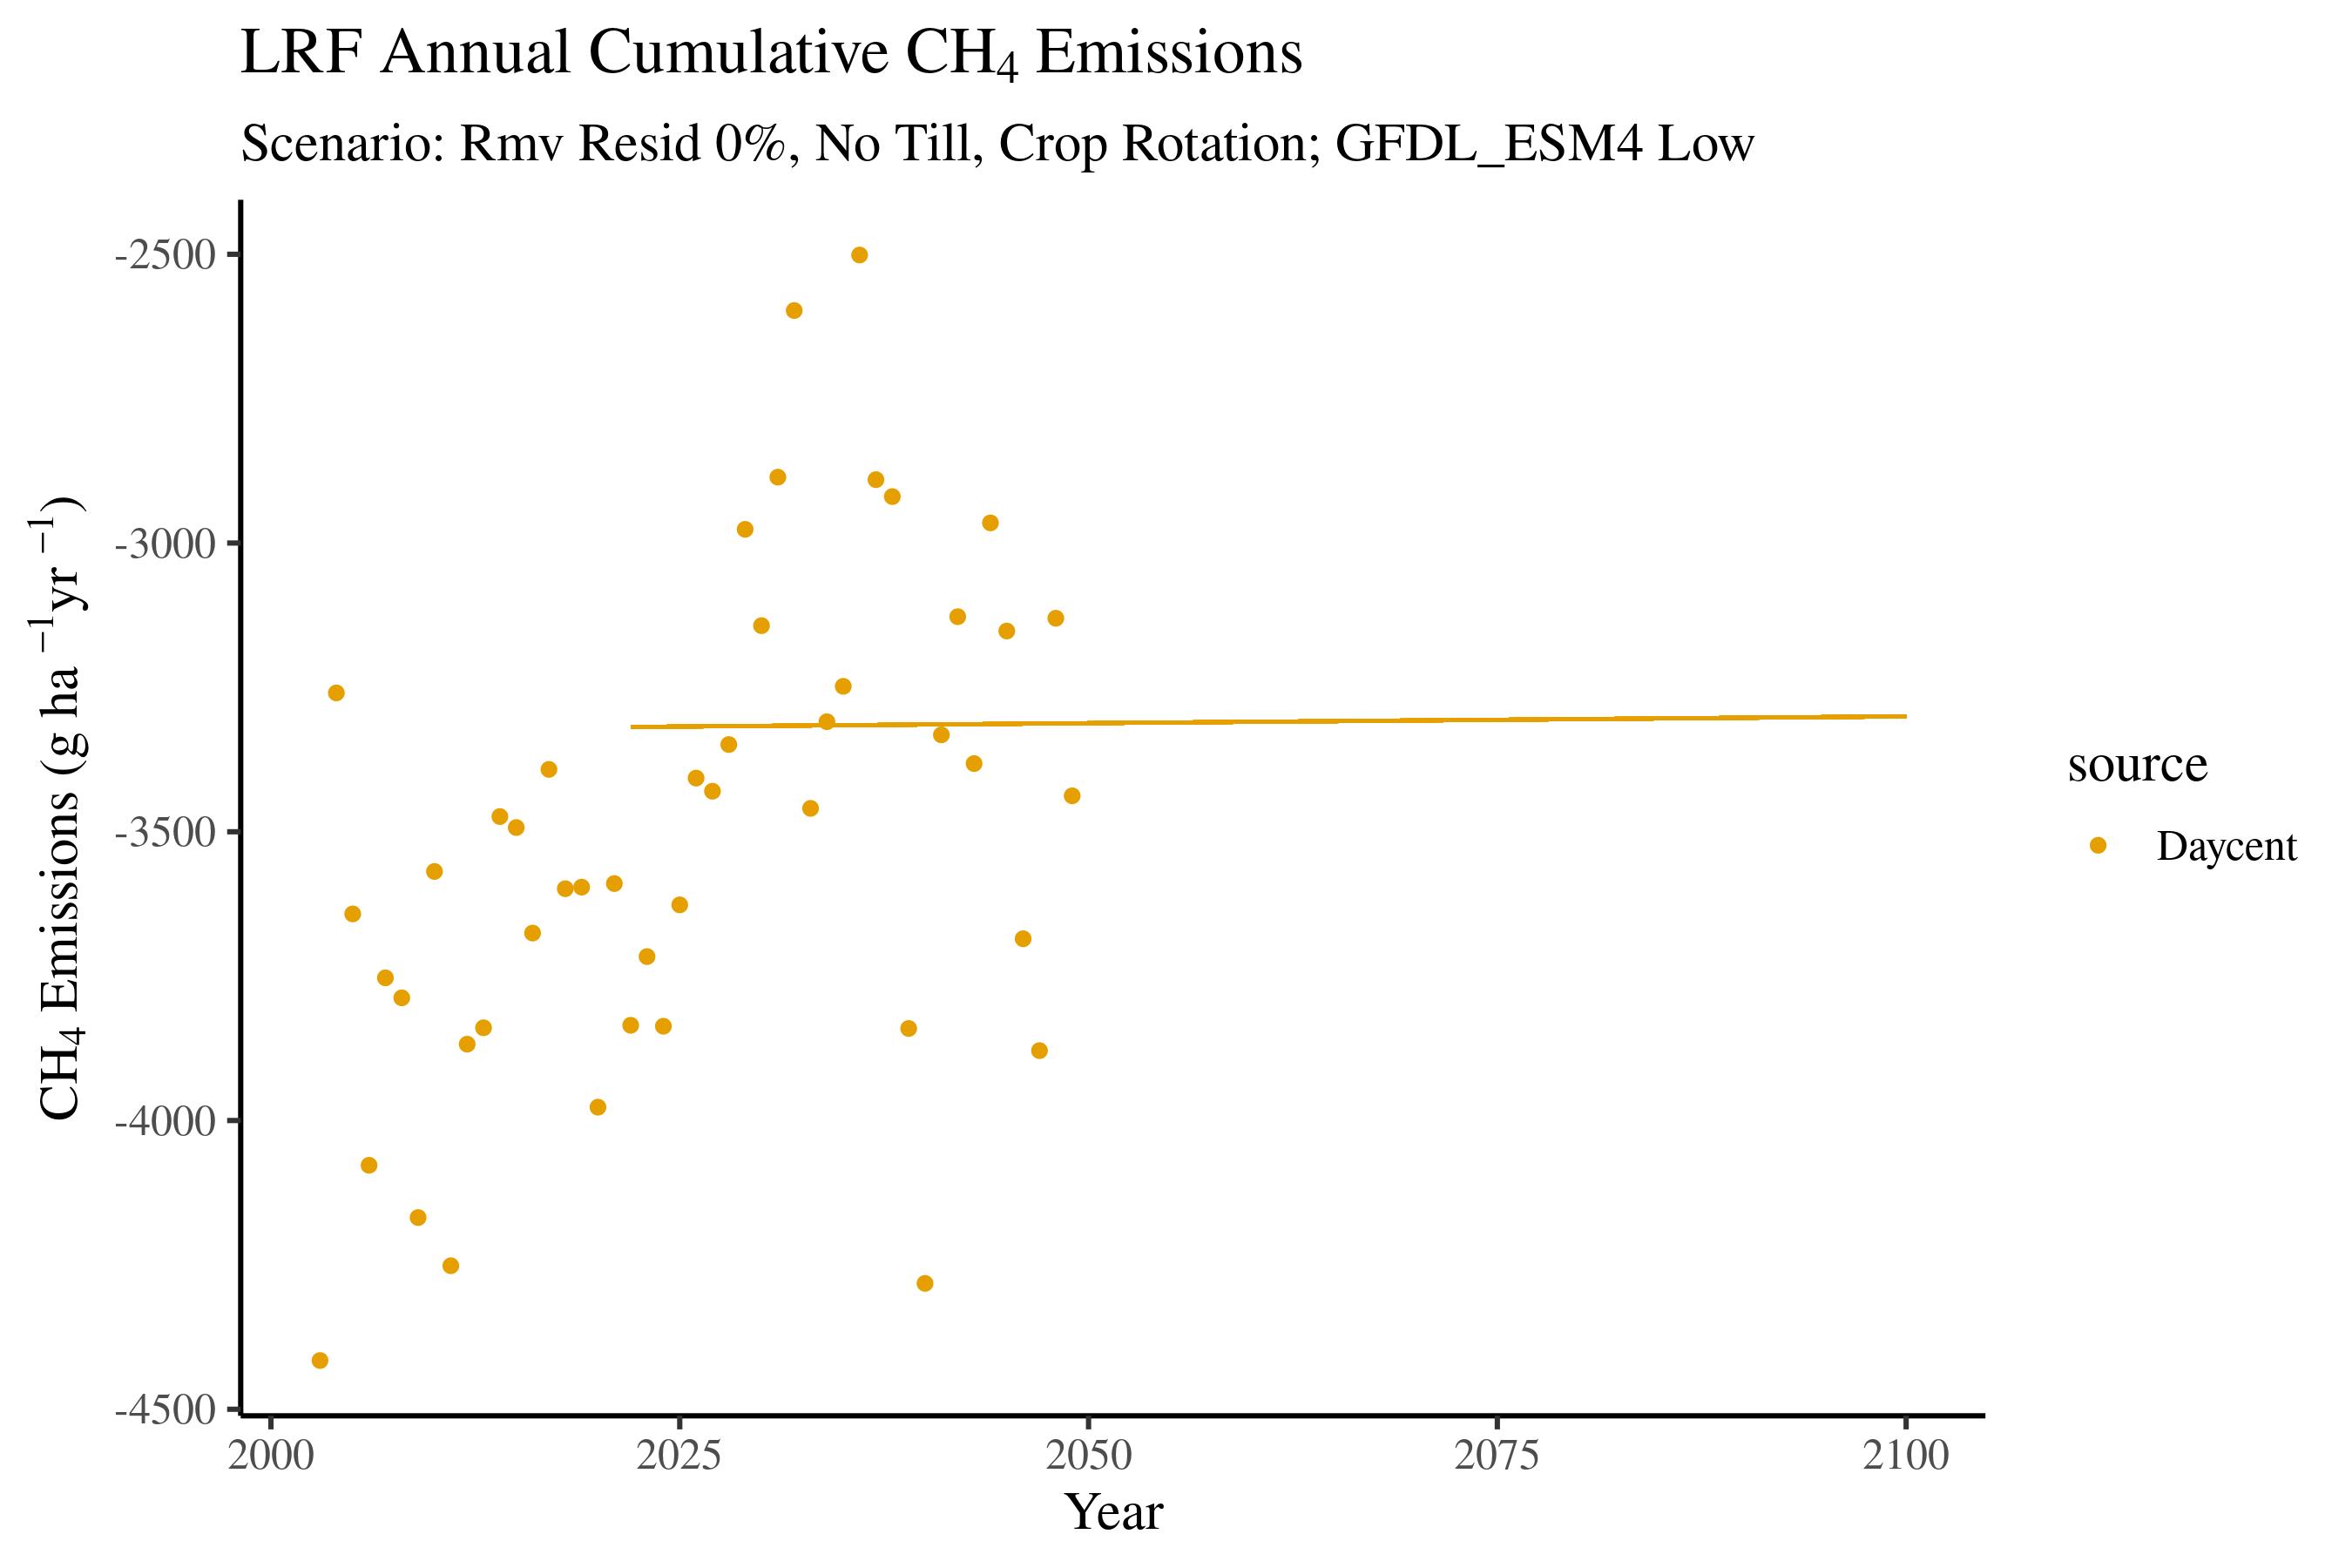 LRF Annual Cumulative CH₄ Emissions
Scenario: Rmv Resid 0%, No Till, Crop Rotation; GFDL_ESM4 Low
CH₄ Emissions (g ha⁻¹yr⁻¹)
-2500
-3000
-3500
-4000
-4500
2000 2025 2050 2075 2100
Year
source
Daycent